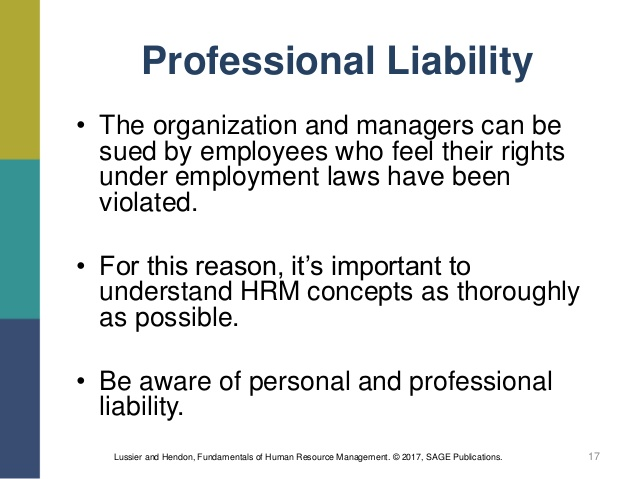 Professional Liability
• The organization and managers can be
sued by employees who feel their rights
under employment laws have been
violated.
• For this reason, it’s important to
understand HRM concepts as thoroughly
as possible.
• Be aware of personal and professional
liability.
Lussier and Hendon, Fundamentals of Human Resource Management. © 2017, SAGE Publications.
17